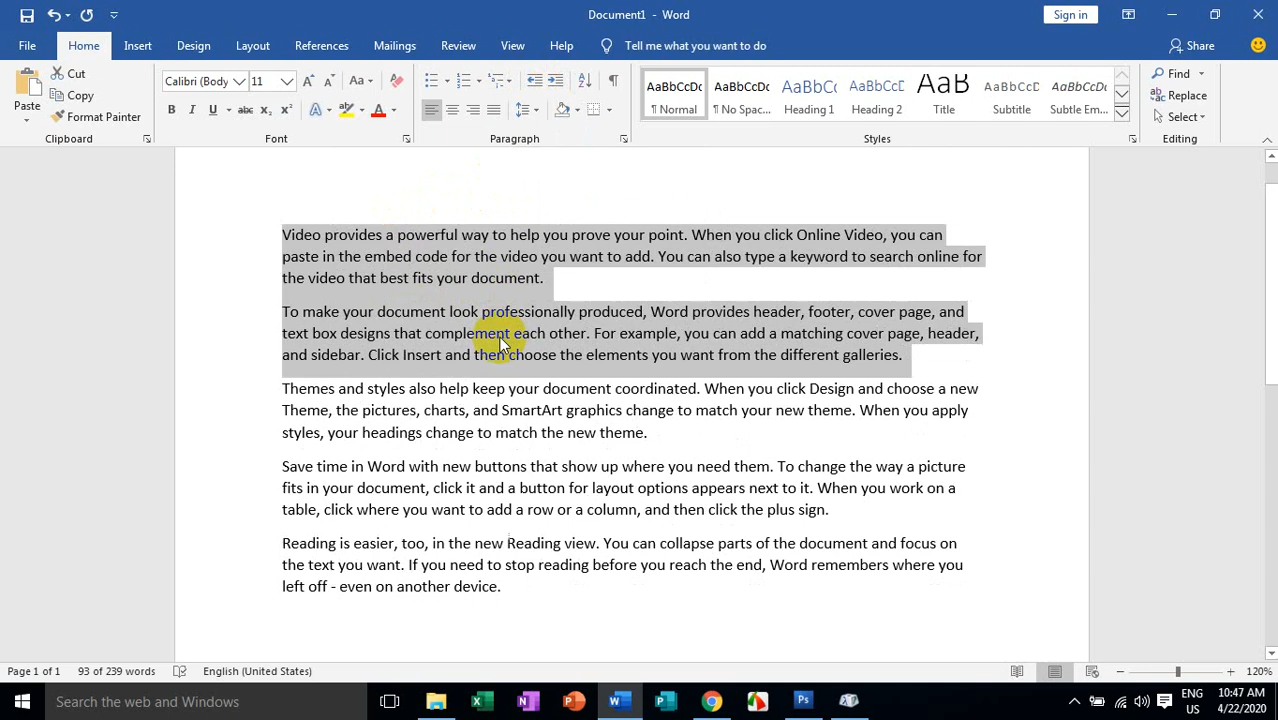 Document1 - Word
Sign in
File Home Insert Design Layout References Mailings Review View Help Tell me what you want to do Share
Paste
Cut
Copy
Format Painter
Clipboard
Calibri (Body 11
Aa
B I U abc x2 x2
A ab A
Font
Paragraph
AaBbCcDc ¶ Normal
AaBbCcDc ¶ No Spac...
AaBbCc Heading 1
AaBbCcD Heading 2
AaB Title
AaBbCcD Subtitle
AaBbCcDc Subtle Em...
Styles
Find
Replace
Select
Editing
Video provides a powerful way to help you prove your point. When you click Online Video, you can
paste in the embed code for the video you want to add. You can also type a keyword to search online for
the video that best fits your document.
To make your document look professionally produced, Word provides header, footer, cover page, and
text box designs that complement each other. For example, you can add a matching cover page, header,
and sidebar. Click Insert and then choose the elements you want from the different galleries.
Themes and styles also help keep your document coordinated. When you click Design and choose a new
Theme, the pictures, charts, and SmartArt graphics change to match your new theme. When you apply
styles, your headings change to match the new theme.
Save time in Word with new buttons that show up where you need them. To change the way a picture
fits in your document, click it and a button for layout options appears next to it. When you work on a
table, click where you want to add a row or a column, and then click the plus sign.
Reading is easier, too, in the new Reading view. You can collapse parts of the document and focus on
the text you want. If you need to stop reading before you reach the end, Word remembers where you
left off - even on another device.
Page 1 of 1 93 of 239 words English (United States) 120%
Search the web and Windows
ENG
US
10:47 AM
4/22/2020